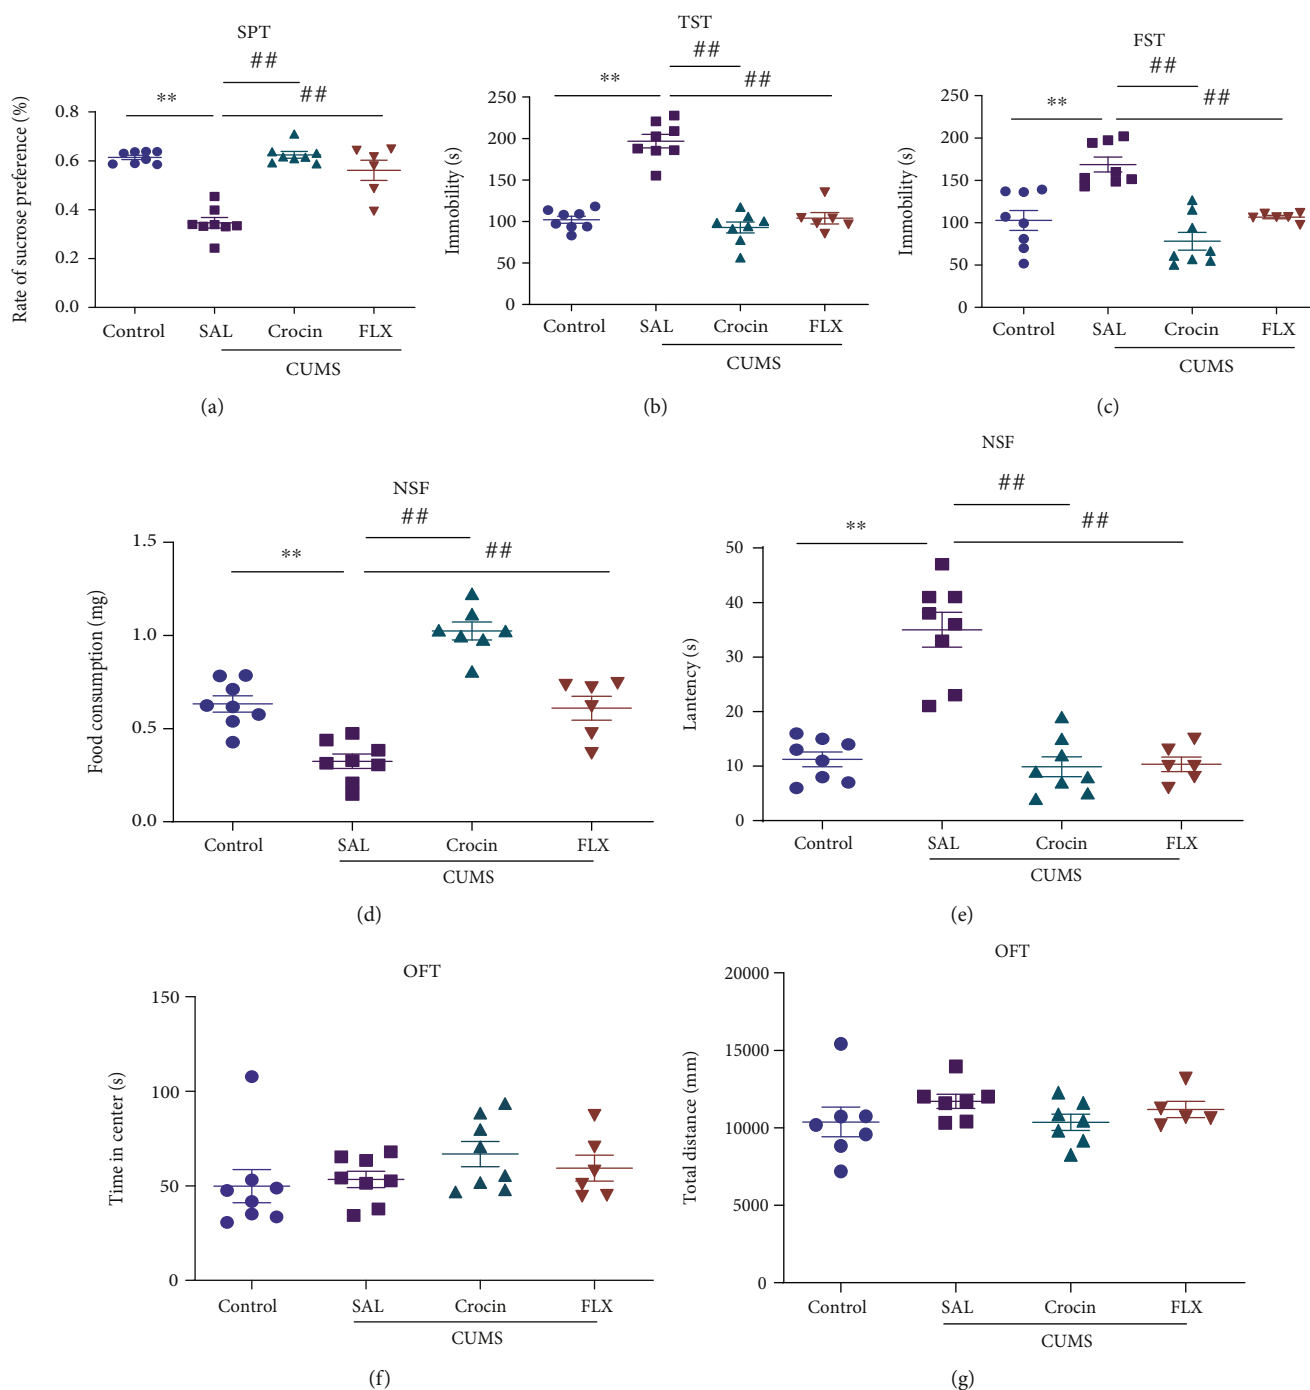 SPT
##
**
##
Rate of sucrose preference (%)
0.8
0.6
0.4
0.2
0.0
Control
SAL
Crocin
FLX
CUMS
(a)
TST
##
**
##
Immobility (s)
250
200
150
100
50
0
Control
SAL
Crocin
FLX
CUMS
(b)
FST
##
**
##
Immobility (s)
250
200
150
100
50
0
Control
SAL
Crocin
FLX
CUMS
(c)
NSF
##
**
##
Food consumption (mg)
1.5
1.0
0.5
0.0
Control
SAL
Crocin
FLX
CUMS
(d)
NSF
##
**
##
Lantency (s)
50
40
30
20
10
0
Control
SAL
Crocin
FLX
CUMS
(e)
OFT
Time in center (s)
150
100
50
0
Control
SAL
Crocin
FLX
CUMS
(f)
OFT
Total distance (mm)
20000
15000
10000
5000
0
Control
SAL
Crocin
FLX
CUMS
(g)